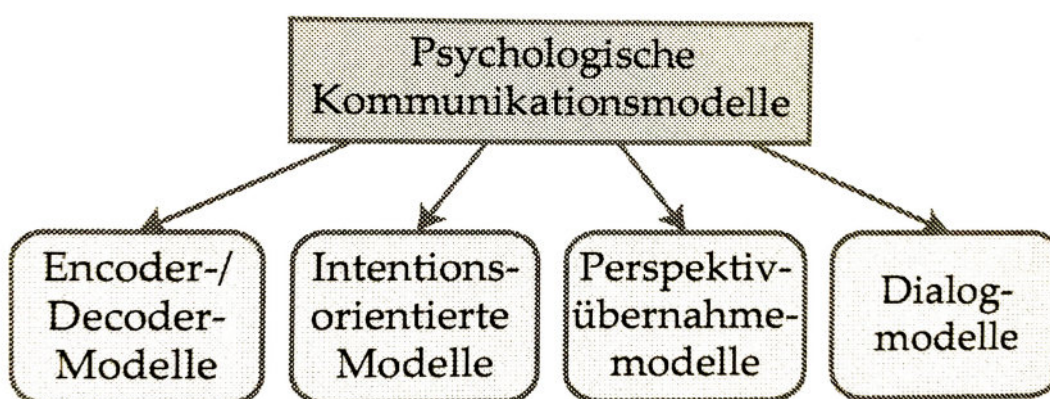 Psychologische
Kommunikationsmodelle
Encoder-/
Decoder-
Modelle
Intentions-
orientierte
Modelle
Perspektiv-
übernahme-
modelle
Dialog-
modelle